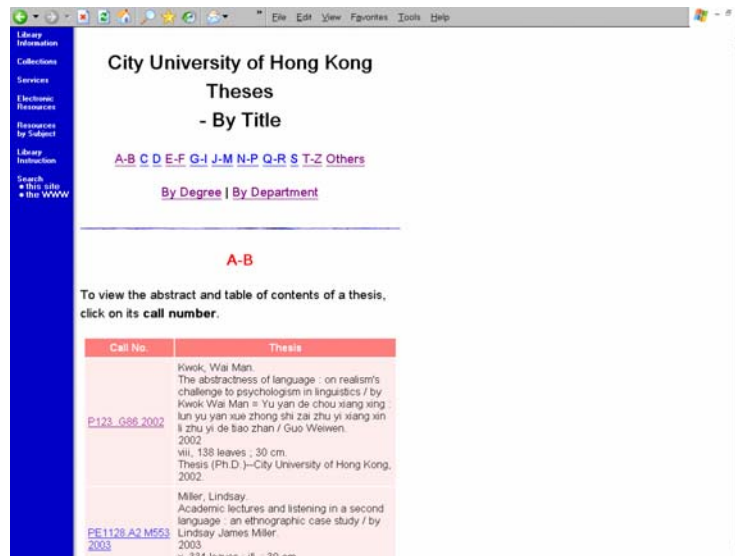 " File Edit View Favorites Tools Help
Library
Information
Collections
Services
Electronic
Resources
Resources
by Subject
Library
Instruction
Search
• this site
• the WWW
City University of Hong Kong
Theses
- By Title
A-B C D E-F G-I J-M N-P Q-R S T-Z Others
By Degree | By Department
A-B
To view the abstract and table of contents of a thesis,
click on its call number.
Call No. Thesis
Kwok, Wai Man.
The abstractness of language : on realism's
challenge to psychologism in linguistics / by
Kwok Wai Man = Yu yan de chou xiang xing :
lun yu yan xue zhong shi zai zhu yi xiang xin
li zhu yi de tiao zhan / Guo Weiwen.
P123 .G86 2002
2002
viii, 138 leaves ; 30 cm.
Thesis (Ph.D.)--City University of Hong Kong,
2002.
Miller, Lindsay.
Academic lectures and listening in a second
language : an ethnographic case study / by
PE1128.A2 M553 Lindsay James Miller.
2003 2003